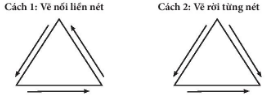 Cách 1: Vẽ nối liền nét
Cách 2: Vẽ rời từng nét